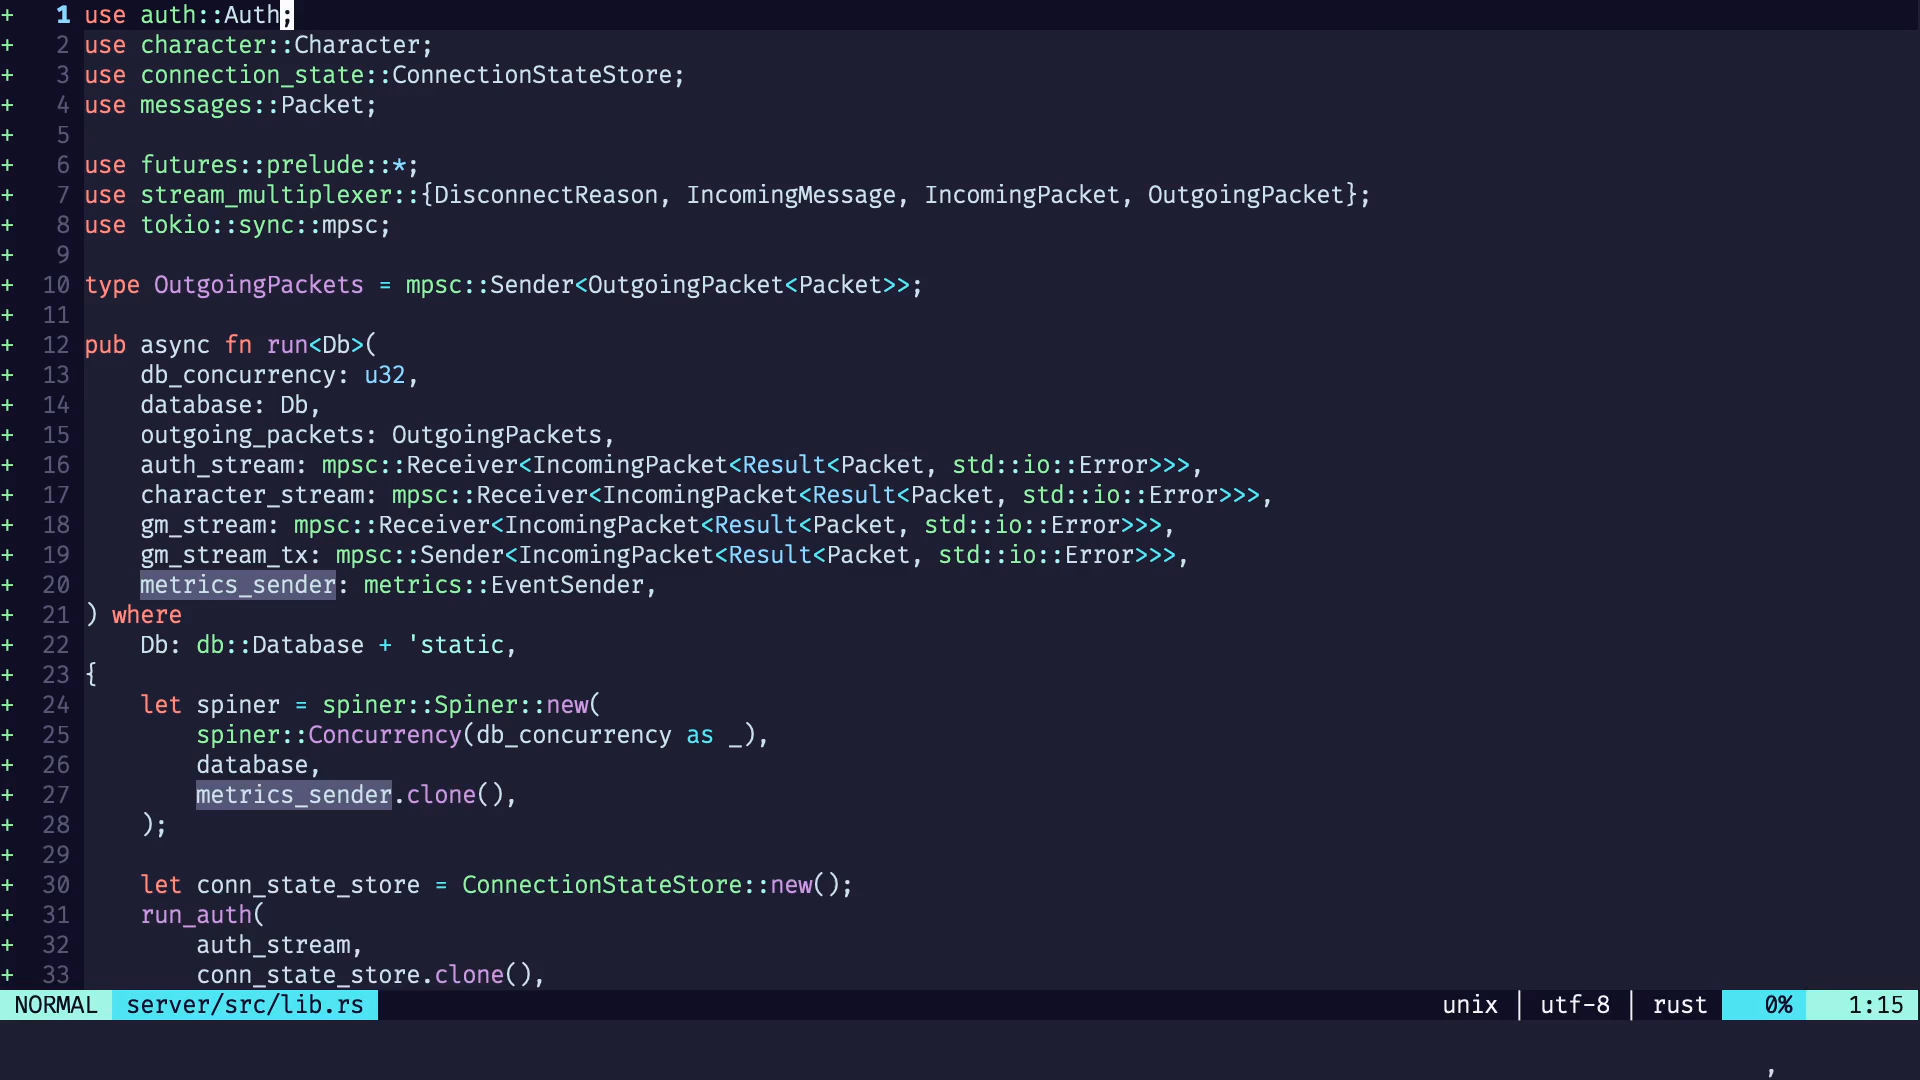 + 1 use auth::Auth;
+ 2 use character::Character;
+ 3 use connection_state::ConnectionStateStore;
+ 4 use messages::Packet;
+ 5
+ 6 use futures::prelude::*;
+ 7 use stream_multiplexer::{DisconnectReason, IncomingMessage, IncomingPacket, OutgoingPacket};
+ 8 use tokio::sync::mpsc;
+ 9
+ 10 type OutgoingPackets = mpsc::Sender<OutgoingPacket<Packet>>;
+ 11
+ 12 pub async fn run<Db>(
+ 13     db_concurrency: u32,
+ 14     database: Db,
+ 15     outgoing_packets: OutgoingPackets,
+ 16     auth_stream: mpsc::Receiver<IncomingPacket<Result<Packet, std::io::Error>>>,
+ 17     character_stream: mpsc::Receiver<IncomingPacket<Result<Packet, std::io::Error>>>,
+ 18     gm_stream: mpsc::Receiver<IncomingPacket<Result<Packet, std::io::Error>>>,
+ 19     gm_stream_tx: mpsc::Sender<IncomingPacket<Result<Packet, std::io::Error>>>,
+ 20     metrics_sender: metrics::EventSender,
+ 21 ) where
+ 22     Db: db::Database + 'static,
+ 23 {
+ 24     let spiner = spiner::Spiner::new(
+ 25         spiner::Concurrency(db_concurrency as _),
+ 26         database,
+ 27         metrics_sender.clone(),
+ 28     );
+ 29
+ 30     let conn_state_store = ConnectionStateStore::new();
+ 31     run_auth(
+ 32         auth_stream,
+ 33         conn_state_store.clone(),
NORMAL server/src/lib.rs unix | utf-8 | rust 0% 1:15
,